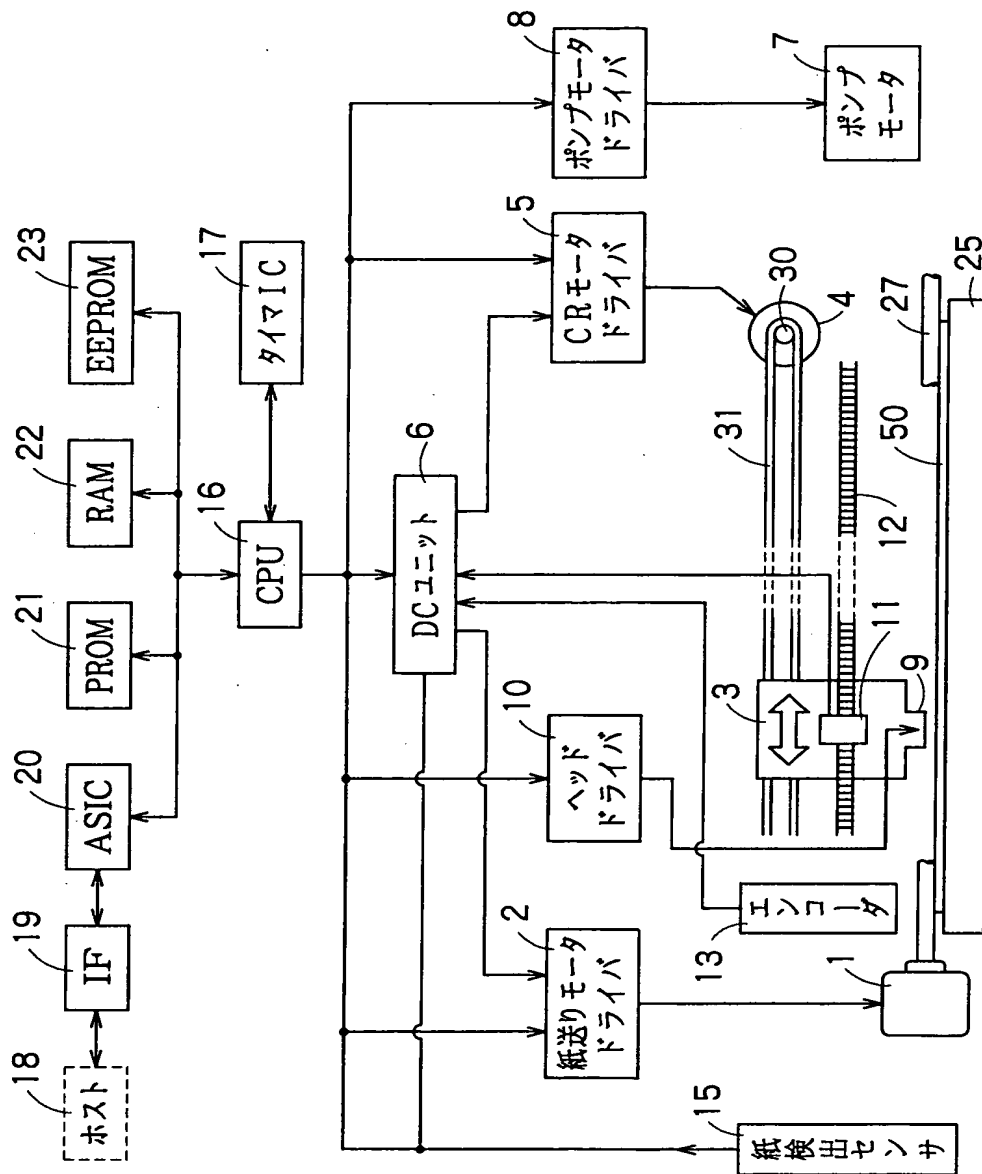 18
ホスト
19
IF
20
ASIC
21
PROM
22
RAM
23
EEPROM
16
CPU
17
タイマIC
6
DCユニット
2
紙送りモータ
ドライバ
10
ヘッド
ドライバ
5
CRモータ
ドライバ
8
ポンプモータ
ドライバ
7
ポンプ
モータ
15
紙検出センサ
13
エンコーダ
1
3
11
9
31
12
30
4
50
27
25